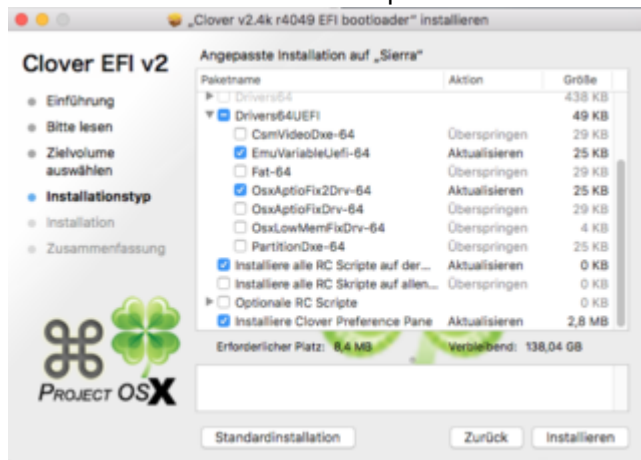 „Clover v2.4k r4049 EFI bootloader“ installieren
Clover EFI v2
Einführung
Bitte lesen
Zielvolume
auswählen
Installationstyp
Installation
Zusammenfassung
PROJECT OSX
Angepasste Installation auf „Sierra“
Paketname Aktion Größe
Drivers64 438 KB
Drivers64UEFI 49 KB
CsmVideoDxe-64 Überspringen 29 KB
EmuVariableUefi-64 Aktualisieren 25 KB
Fat-64 Überspringen 29 KB
OsxAptioFix2Drv-64 Aktualisieren 25 KB
OsxAptioFixDrv-64 Überspringen 29 KB
OsxLowMemFixDrv-64 Überspringen 4 KB
PartitionDxe-64 Überspringen 25 KB
Installiere alle RC Scripte auf der... Aktualisieren 0 KB
Installiere alle RC Skripte auf allen... Überspringen 0 KB
Optionale RC Scripte 0 KB
Installiere Clover Preference Pane Aktualisieren 2,8 MB
Erforderlicher Platz: 8,4 MB Verbleibend: 138,04 GB
Standardinstallation Zurück Installieren